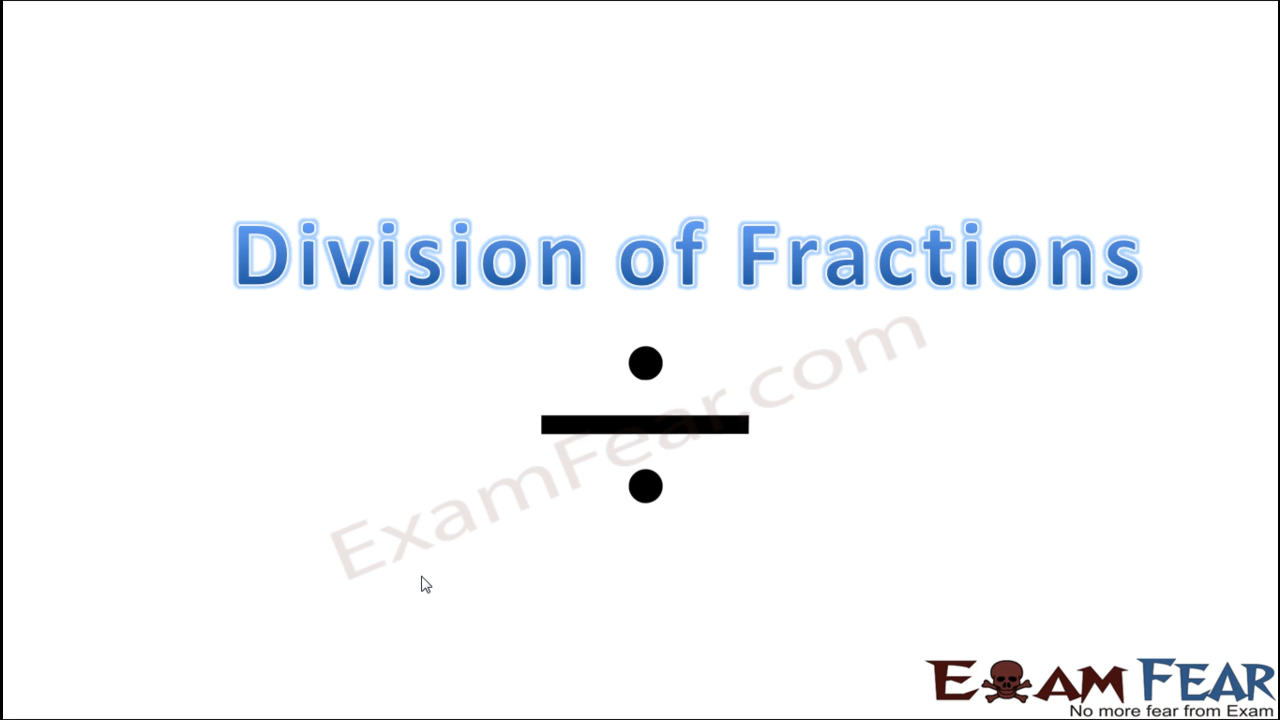 Division of Fractions
÷
ExamFear.com
EXAM FEAR
No more fear from Exam